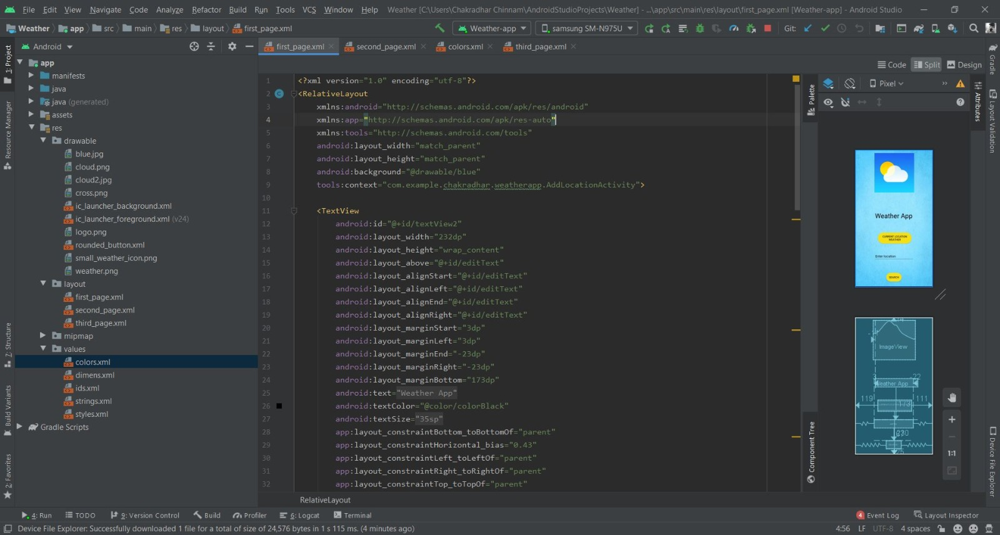 File Edit View Navigate Code Analyze Refactor Build Run Tools VCS Window Help Weather [C:\Users\Chakradhar Chinnam\AndroidStudioProjects\Weather] - ...\app\src\main\res\layout\first_page.xml [Weather-app] - Android Studio
Weather app src main res layout first_page.xml Weather-app samsung SM-N975U Git:
Android first_page.xml second_page.xml colors.xml third_page.xml
Code Split Design
1: Project
Resource Manager
Z: Structure
Build Variants
2: Favorites
app
manifests
java
java (generated)
assets
res
drawable
blue.jpg
cloud.png
cloud2.jpg
cross.png
ic_launcher_background.xml
ic_launcher_foreground.xml (v24)
logo.png
rounded_button.xml
small_weather_icon.png
weather.png
layout
first_page.xml
second_page.xml
third_page.xml
mipmap
values
colors.xml
dimens.xml
ids.xml
strings.xml
styles.xml
Gradle Scripts
1 <?xml version="1.0" encoding="utf-8"?>
2 <RelativeLayout
3 xmlns:android="http://schemas.android.com/apk/res/android"
4 xmlns:app="http://schemas.android.com/apk/res-auto"
5 xmlns:tools="http://schemas.android.com/tools"
6 android:layout_width="match_parent"
7 android:layout_height="match_parent"
8 android:background="@drawable/blue"
9 tools:context="com.example.chakradhar.weatherapp.AddLocationActivity">
10
11 <TextView
12 android:id="@+id/textView2"
13 android:layout_width="232dp"
14 android:layout_height="wrap_content"
15 android:layout_above="@+id/editText"
16 android:layout_alignStart="@+id/editText"
17 android:layout_alignLeft="@+id/editText"
18 android:layout_alignEnd="@+id/editText"
19 android:layout_alignRight="@+id/editText"
20 android:layout_marginStart="3dp"
21 android:layout_marginLeft="3dp"
22 android:layout_marginEnd="-23dp"
23 android:layout_marginRight="-23dp"
24 android:layout_marginBottom="173dp"
25 android:text="Weather App"
26 android:textColor="@color/colorBlack"
27 android:textSize="35sp"
28 app:layout_constraintBottom_toBottomOf="parent"
29 app:layout_constraintHorizontal_bias="0.43"
30 app:layout_constraintLeft_toLeftOf="parent"
31 app:layout_constraintRight_toRightOf="parent"
32 app:layout_constraintTop_toTopOf="parent"
RelativeLayout
Palette
Component Tree
Pixel
Weather App
CURRENT LOCATION
WEATHER
Enter location
SEARCH
ImageView
Weather App
119
111
1:1
Attributes
Gradle
Layout Validation
Device File Explorer
4: Run TODO 9: Version Control Build Profiler 6: Logcat Terminal 4 Event Log Layout Inspector
Device File Explorer: Successfully downloaded 1 file for a total of size of 24,576 bytes in 1 s 115 ms. (4 minutes ago) 4:56 LF UTF-8 4 spaces